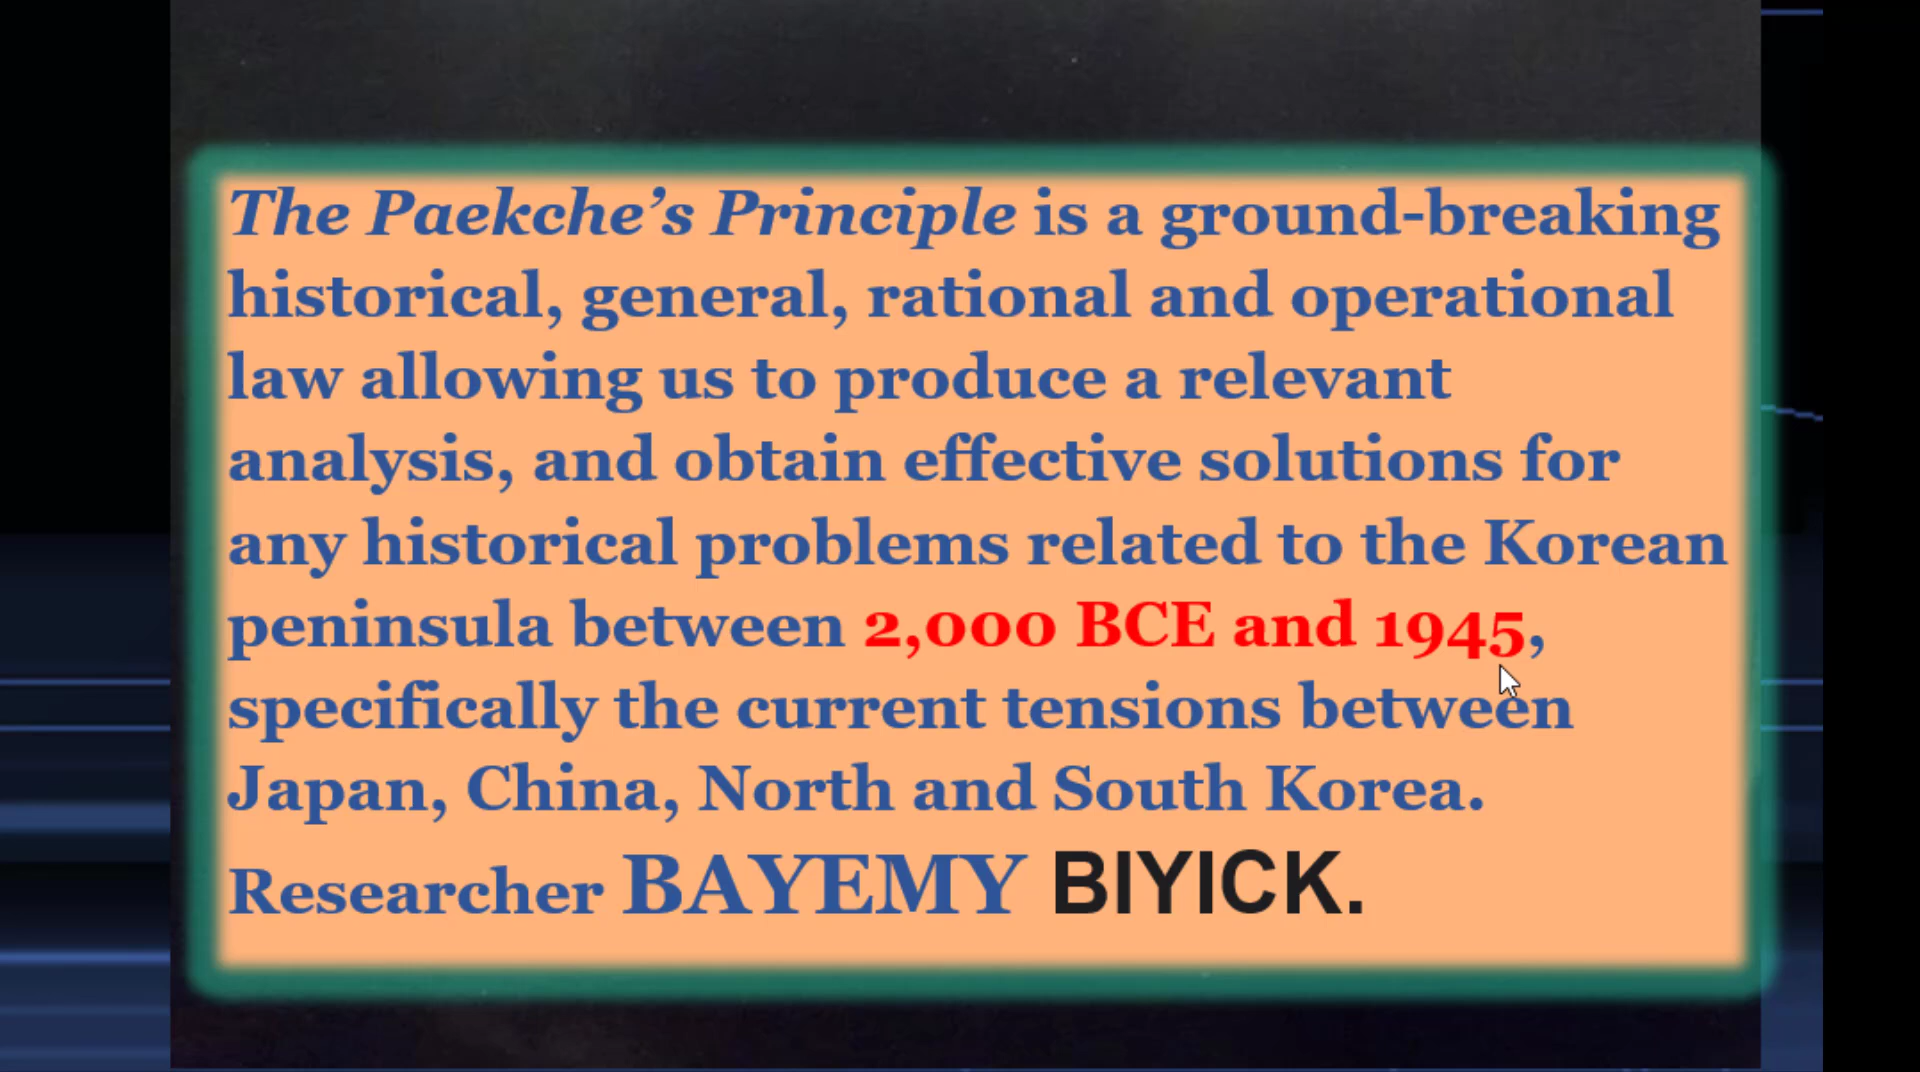 The Paekche’s Principle is a ground-breaking
historical, general, rational and operational
law allowing us to produce a relevant
analysis, and obtain effective solutions for
any historical problems related to the Korean
peninsula between 2,000 BCE and 1945,
specifically the current tensions between
Japan, China, North and South Korea.
Researcher BAYEMY BIYICK.